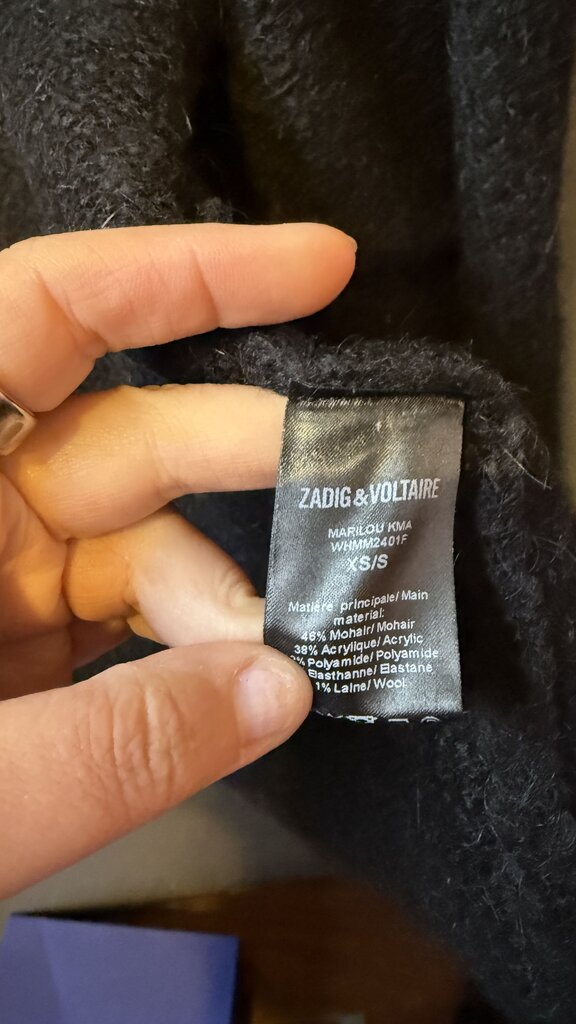 ZADIG & VOLTAIRE
MARILOU KMA
WHMM2401F
XS/S
Matière principale/ Main
material:
46% Mohair/ Mohair
38% Acrylique/ Acrylic
% Polyamide/ Polyamide
Elasthanne/ Elastane
1% Laine/ Wool